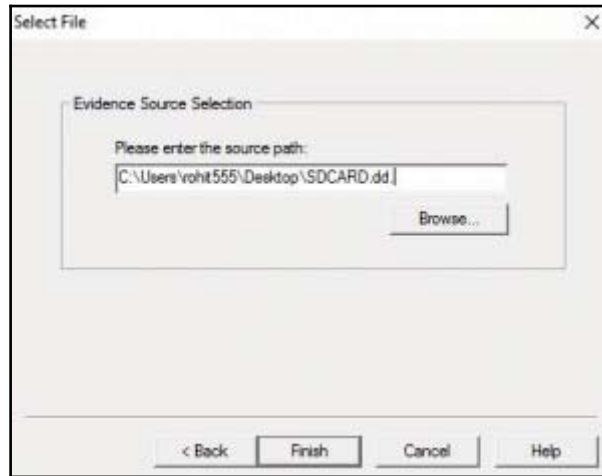 Select File
Evidence Source Selection
Please enter the source path:
C:\Users\rohit555\Desktop\SDCARD.dd.
Browse...
< Back Finish Cancel Help